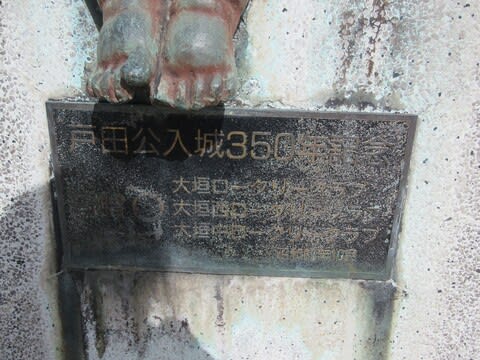 戸田公入城350年記念
大垣ロータリークラブ
大垣西ロータリークラブ
大垣中ロータリークラブ